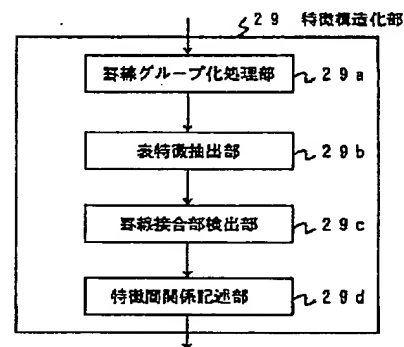 29 特徴構造化部
罫線グループ化処理部 29a
表特徴抽出部 29b
罫線接合部検出部 29c
特徴間関係記述部 29d